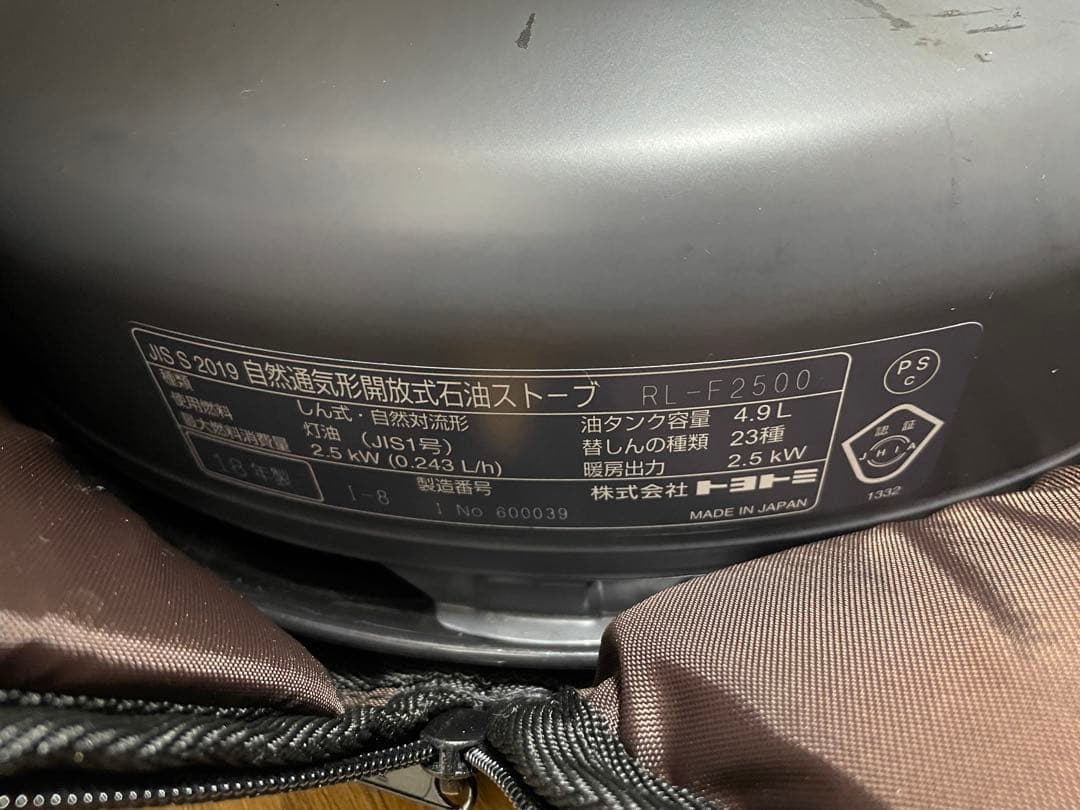 JIS S 2019 自然通気形開放式石油ストーブ RL-F2500
種類 しん式・自然対流形 油タンク容量 4.9L
使用燃料 灯油 (JIS1号) 替しんの種類 23種
最大燃料消費量 2.5 kW (0.243 L/h) 暖房出力 2.5 kW
18年製 I-8 製造番号 I No 600039 株式会社 トヨトミ
MADE IN JAPAN
PS
C
認証
JHIA
1332